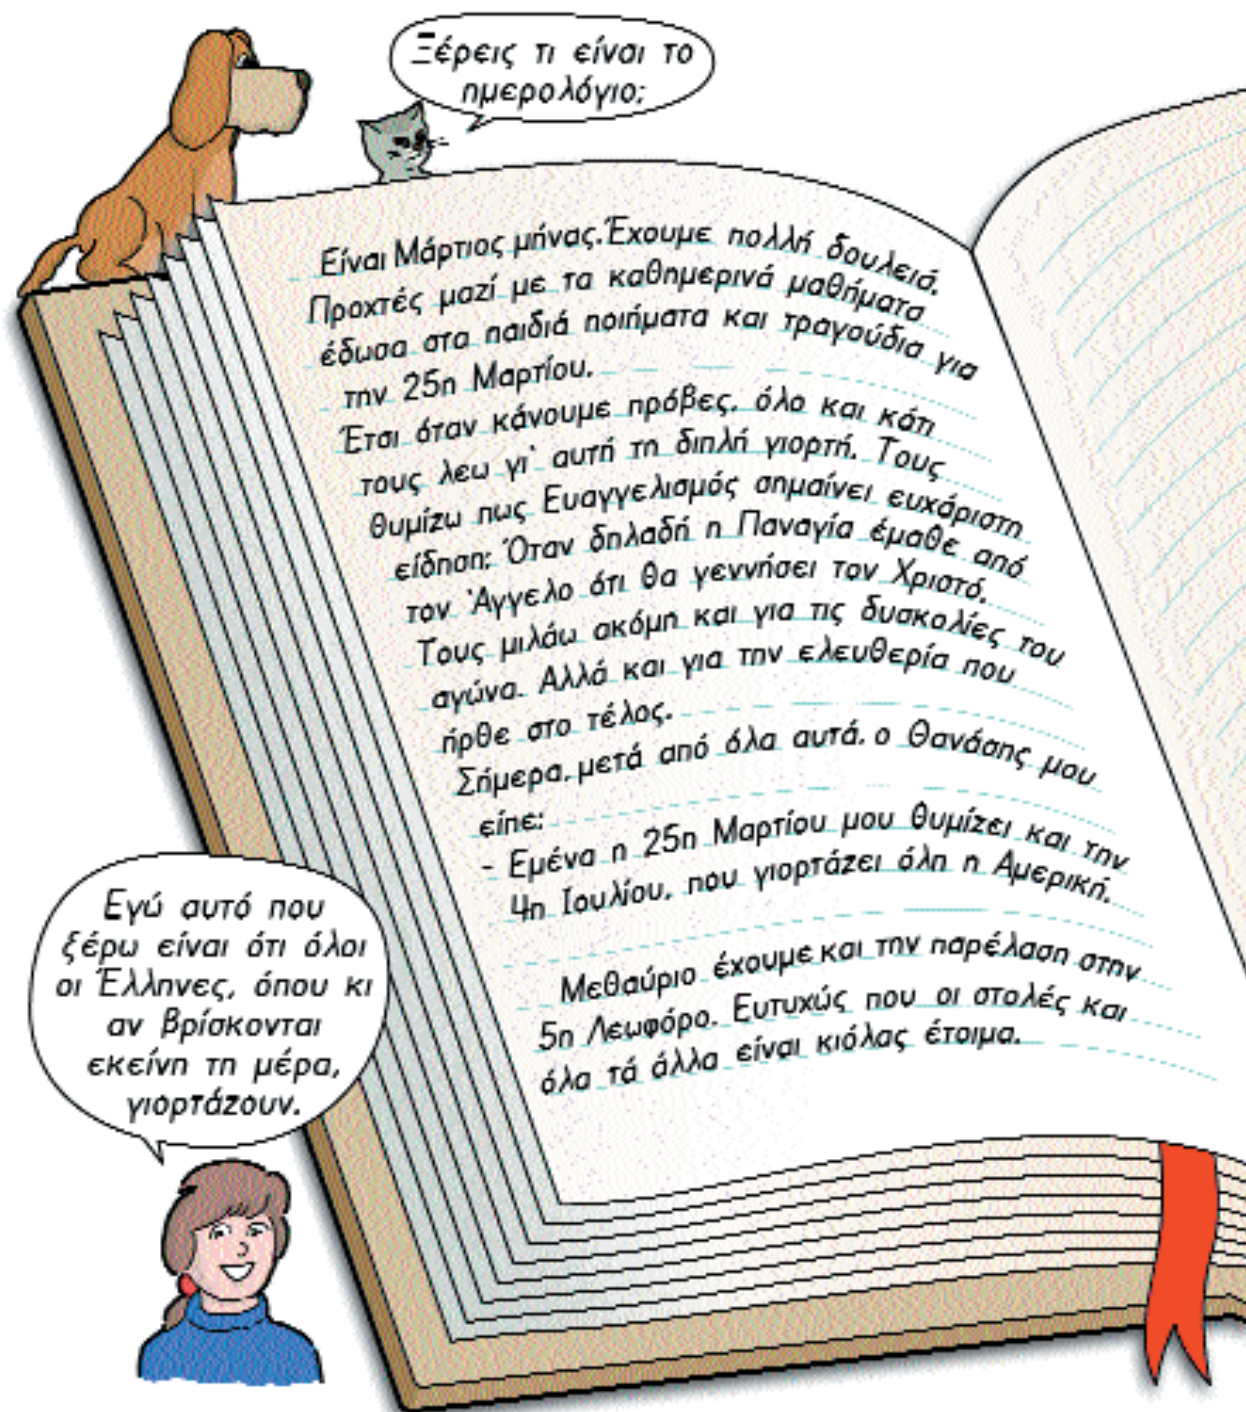 Ξέρεις τι είναι το
ημερολόγιο;
Είναι Μάρτιος μήνας. Έχουμε πολλή δουλειά.
Προχτές μαζί με τα καθημερινά μαθήματα
έδωσα στα παιδιά ποιήματα και τραγούδια για
την 25η Μαρτίου.
Έτσι όταν κάνουμε πρόβες, όλο και κάτι
τους λεω γι' αυτή τη διπλή γιορτή. Τους
θυμίζω πως Ευαγγελισμός σημαίνει ευχάριστη
είδηση; Όταν δηλαδή η Παναγία έμαθε από
τον Άγγελο ότι θα γεννήσει τον Χριστό.
Τους μιλάω ακόμη και για τις δυσκολίες του
αγώνα. Αλλά και για την ελευθερία που
ήρθε στο τέλος.
Σήμερα, μετά από όλα αυτά, ο Θανάσης μου
είπε:
- Εμένα η 25η Μαρτίου μου θυμίζει και την
4η Ιουλίου, που γιορτάζει όλη η Αμερική.
Μεθαύριο έχουμε και την παρέλαση στην
5η Λεωφόρο. Ευτυχώς που οι στολές και
όλα τά άλλα είναι κιόλας έτοιμα.
Εγώ αυτό που
ξέρω είναι ότι όλοι
οι Έλληνες, όπου κι
αν βρίσκονται
εκείνη τη μέρα,
γιορτάζουν.